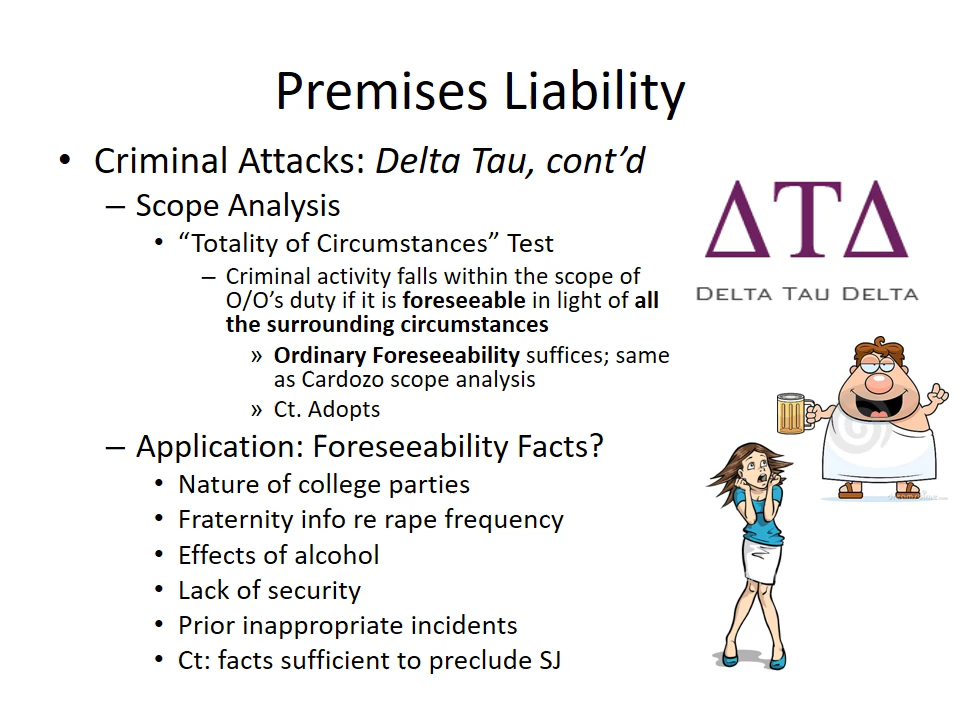 Premises Liability
• Criminal Attacks: Delta Tau, cont’d
– Scope Analysis
• “Totality of Circumstances” Test
– Criminal activity falls within the scope of
O/O’s duty if it is foreseeable in light of all
the surrounding circumstances
» Ordinary Foreseeability suffices; same
as Cardozo scope analysis
» Ct. Adopts
– Application: Foreseeability Facts?
• Nature of college parties
• Fraternity info re rape frequency
• Effects of alcohol
• Lack of security
• Prior inappropriate incidents
• Ct: facts sufficient to preclude SJ
ΔΤΔ
DELTA TAU DELTA